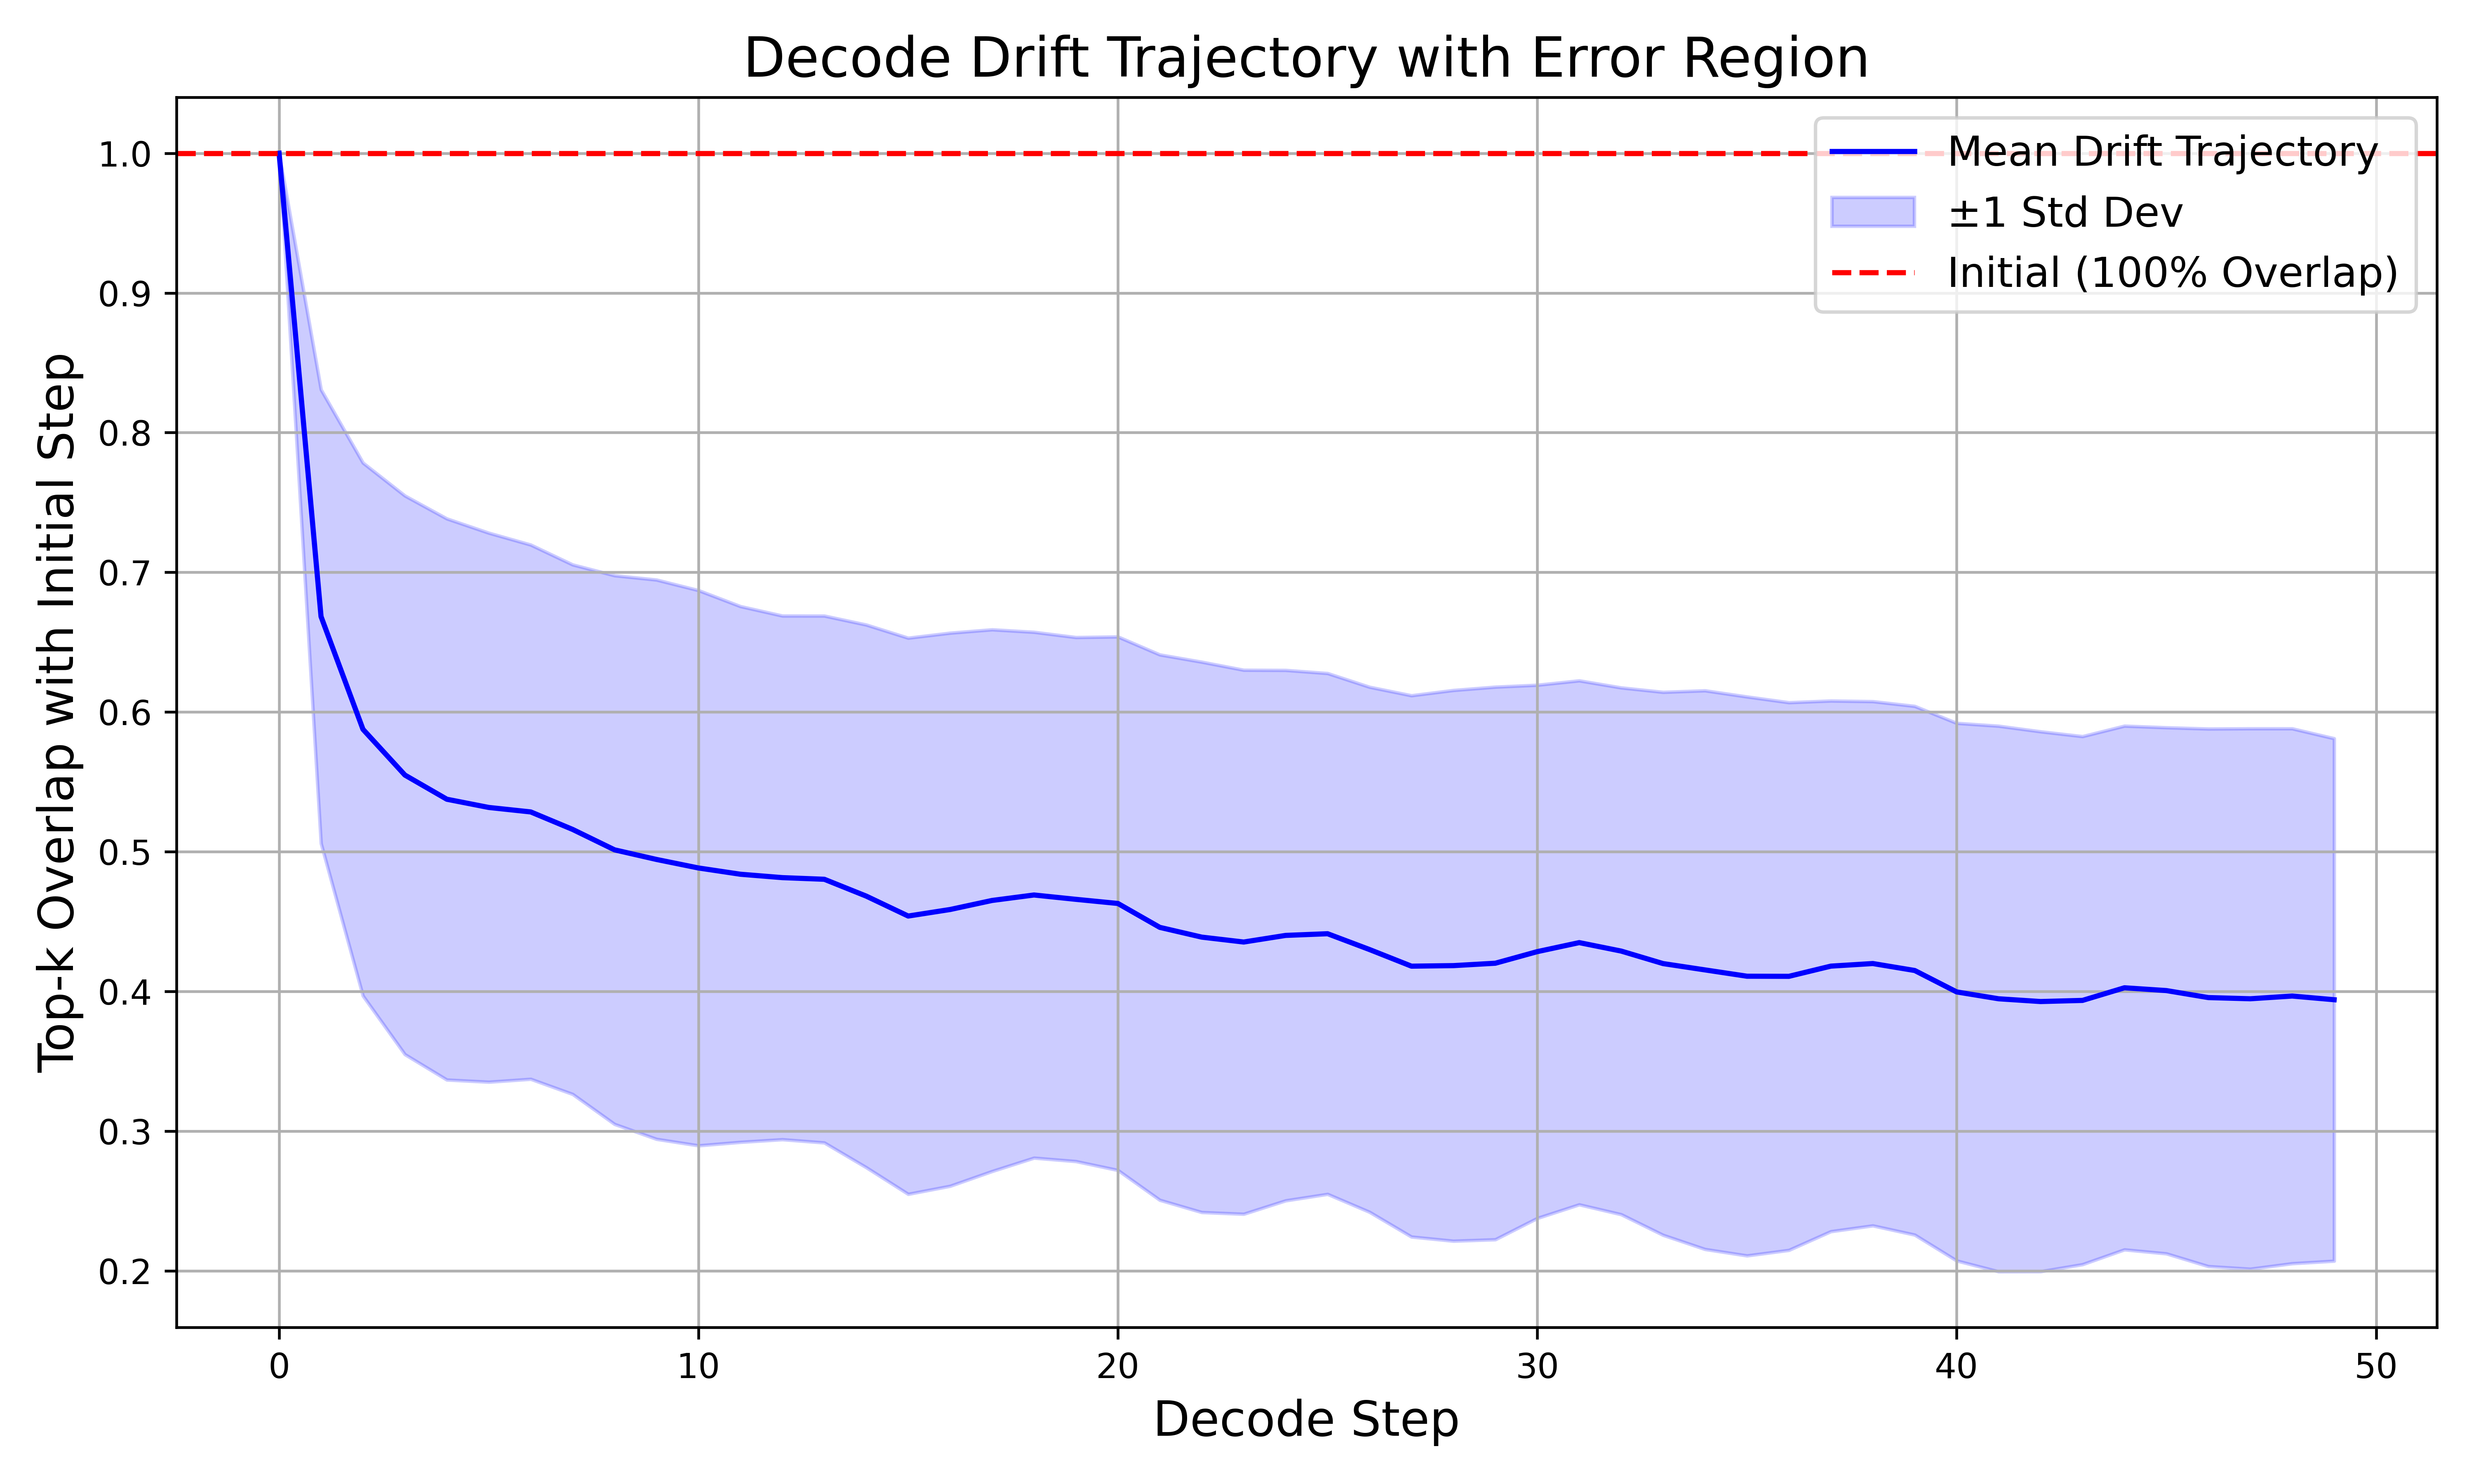 Decode Drift Trajectory with Error Region
Mean Drift Trajectory
±1 Std Dev
Initial (100% Overlap)
Top-k Overlap with Initial Step
1.0
0.9
0.8
0.7
0.6
0.5
0.4
0.3
0.2
0 10 20 30 40 50
Decode Step